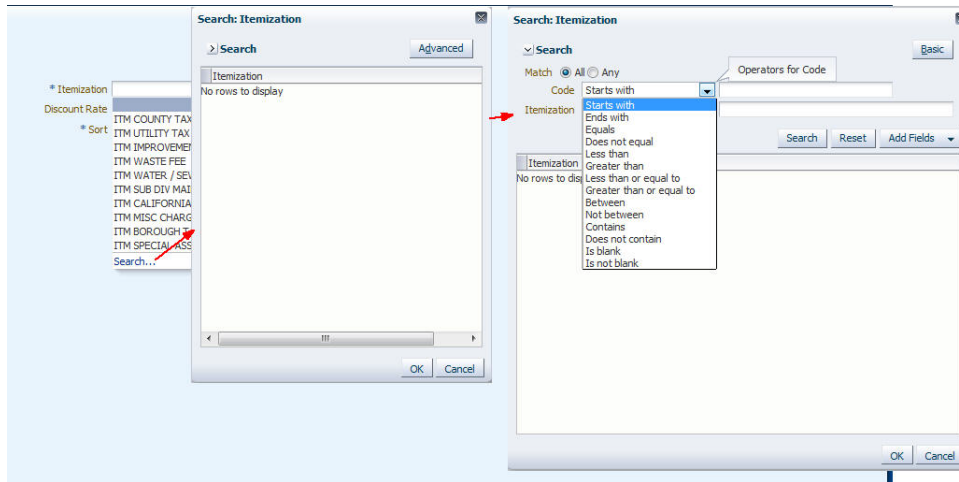 * Itemization
Discount Rate
* Sort
ITM COUNTY TAX
ITM UTILITY TAX
ITM IMPROVEMEN
ITM WASTE FEE
ITM WATER / SEW
ITM SUB DIV MAI
ITM CALIFORNIA
ITM MISC CHARG
ITM BOROUGH T
ITM SPECIAL ASS
Search...
Search: Itemization
Search
Advanced
Itemization
No rows to display
OK Cancel
Search: Itemization
Search
Basic
Match All Any
Operators for Code
Code Starts with
Itemization
Starts with
Ends with
Equals
Does not equal
Less than
Greater than
Less than or equal to
Greater than or equal to
Between
Not between
Contains
Does not contain
Is blank
Is not blank
Search Reset Add Fields
Itemization
No rows to dis
OK Cancel